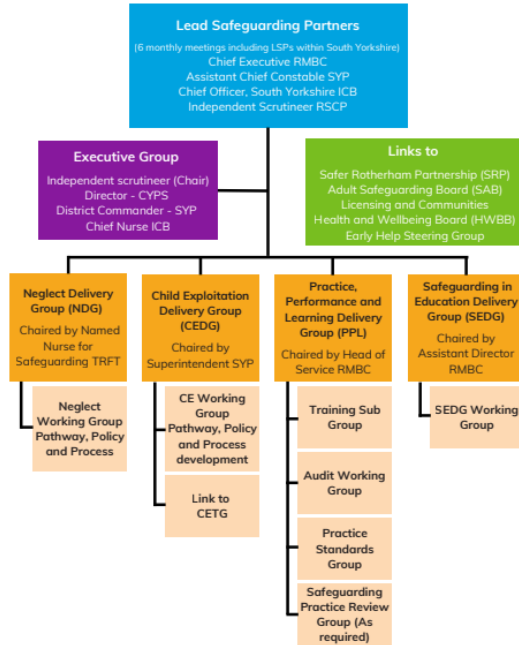 Lead Safeguarding Partners
(6 monthly meetings including LSPs within South Yorkshire)
Chief Executive RMBC
Assistant Chief Constable SYP
Chief Officer, South Yorkshire ICB
Independent Scrutineer RSCP
Executive Group
Independent scrutineer (Chair)
Director - CYPS
District Commander - SYP
Chief Nurse ICB
Links to
Safer Rotherham Partnership (SRP)
Adult Safeguarding Board (SAB)
Licensing and Communities
Health and Wellbeing Board (HWBB)
Early Help Steering Group
Neglect Delivery
Group (NDG)
Chaired by Named
Nurse for
Safeguarding TRFT
Child Exploitation
Delivery Group
(CEDG)
Chaired by
Superintendent SYP
Practice,
Performance and
Learning Delivery
Group (PPL)
Chaired by Head of
Service RMBC
Safeguarding in
Education Delivery
Group (SEDG)
Chaired by
Assistant Director
RMBC
Neglect
Working Group
Pathway, Policy
and Process
CE Working
Group
Pathway, Policy
and Process
development
Link to
CETG
Training Sub
Group
Audit Working
Group
Practice
Standards
Group
Safeguarding
Practice Review
Group (As
required)
SEDG Working
Group